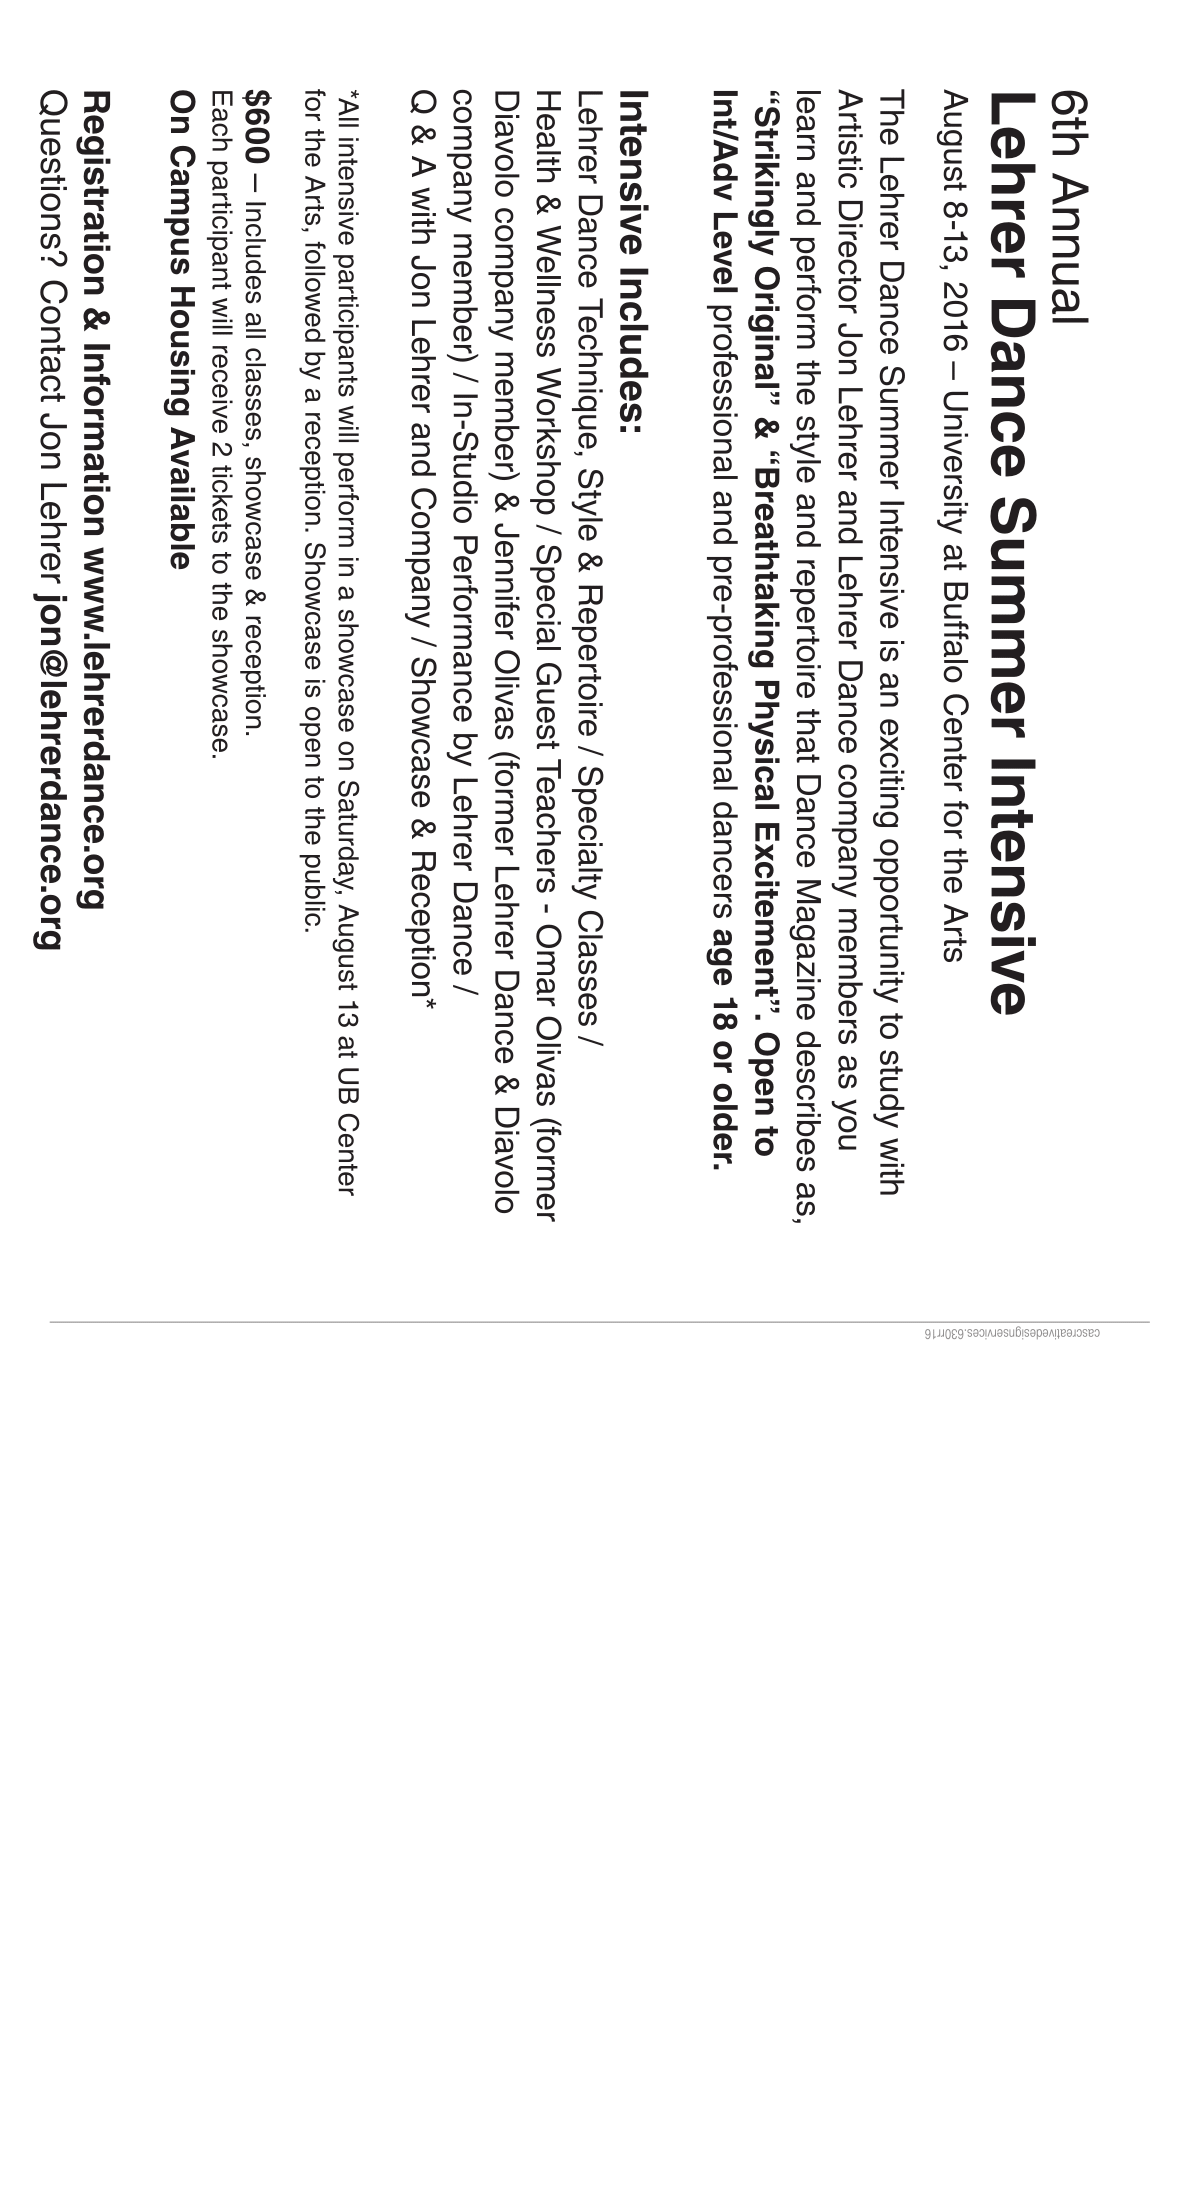 6th Annual
Lehrer Dance Summer Intensive
August 8-13, 2016 – University at Buffalo Center for the Arts
The Lehrer Dance Summer Intensive is an exciting opportunity to study with
Artistic Director Jon Lehrer and Lehrer Dance company members as you
learn and perform the style and repertoire that Dance Magazine describes as,
“Strikingly Original” & “Breathtaking Physical Excitement”. Open to
Int/Adv Level professional and pre-professional dancers age 18 or older.
Intensive Includes:
Lehrer Dance Technique, Style & Repertoire / Specialty Classes /
Health & Wellness Workshop / Special Guest Teachers - Omar Olivas (former
Diavolo company member) & Jennifer Olivas (former Lehrer Dance & Diavolo
company member) / In-Studio Performance by Lehrer Dance /
Q & A with Jon Lehrer and Company / Showcase & Reception*
*All intensive participants will perform in a showcase on Saturday, August 13 at UB Center
for the Arts, followed by a reception. Showcase is open to the public.
$600 – Includes all classes, showcase & reception.
Each participant will receive 2 tickets to the showcase.
On Campus Housing Available
Registration & Information www.lehrerdance.org
Questions? Contact Jon Lehrer jon@lehrerdance.org
cascreativedesignservices.630rr16